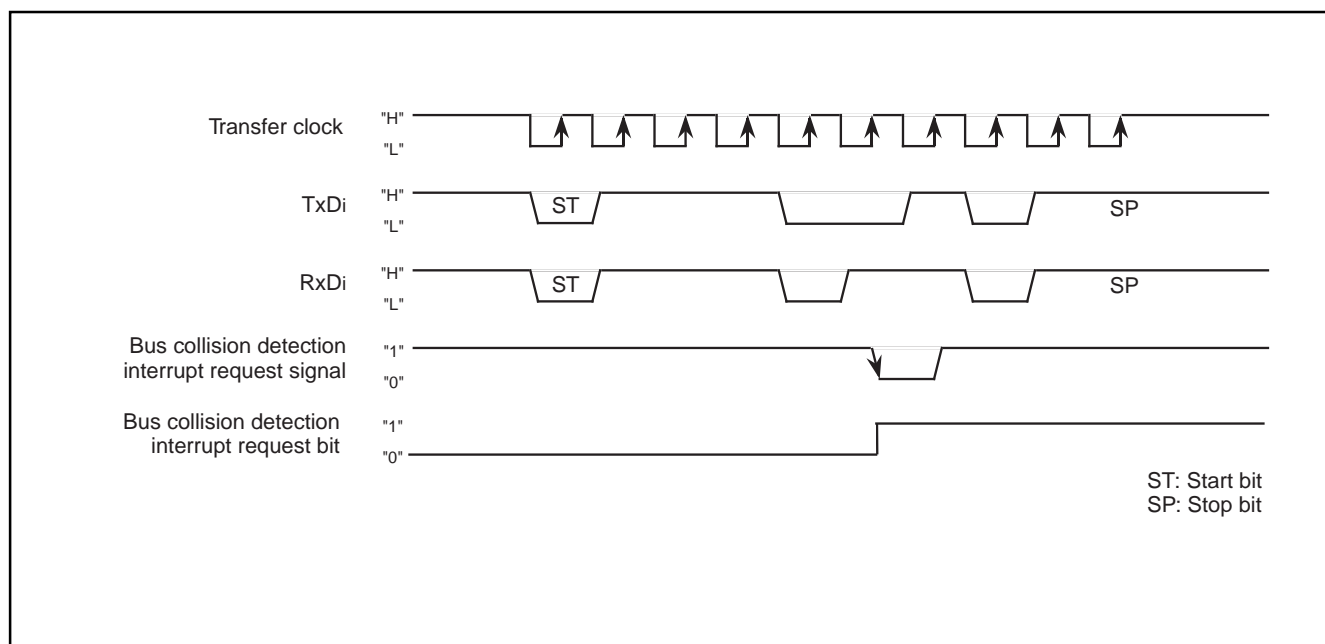 Transfer clock
"H"
"L"
TxDi
"H"
"L"
ST
SP
RxDi
"H"
"L"
ST
SP
Bus collision detection
interrupt request signal
"1"
"0"
Bus collision detection
interrupt request bit
"1"
"0"
ST: Start bit
SP: Stop bit